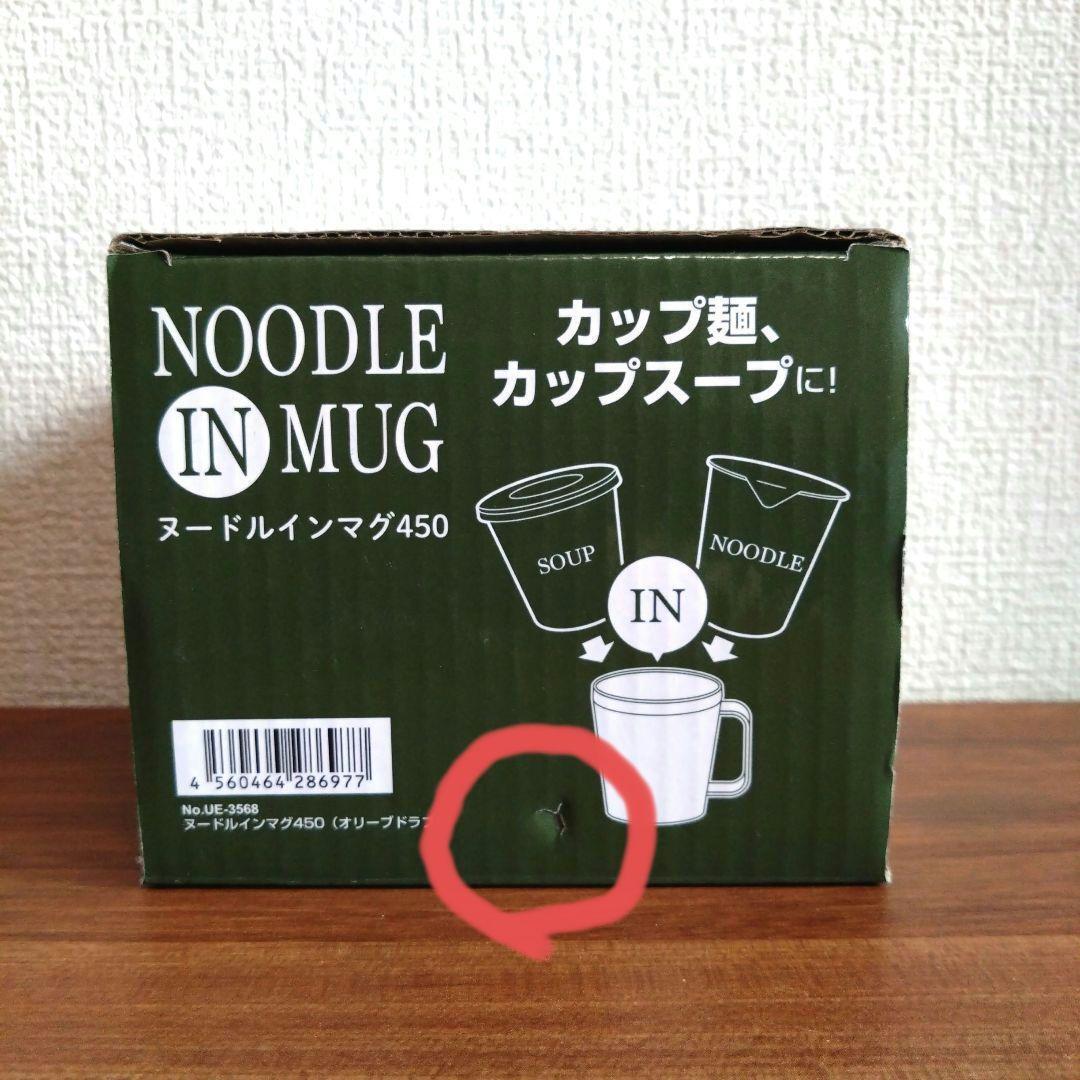 NOODLE
IN MUG
ヌードルインマグ450
カップ麺、
カップスープに!
SOUP
NOODLE
IN
4 560464 286977
No.UE-3568
ヌードルインマグ450（オリーブドラブ